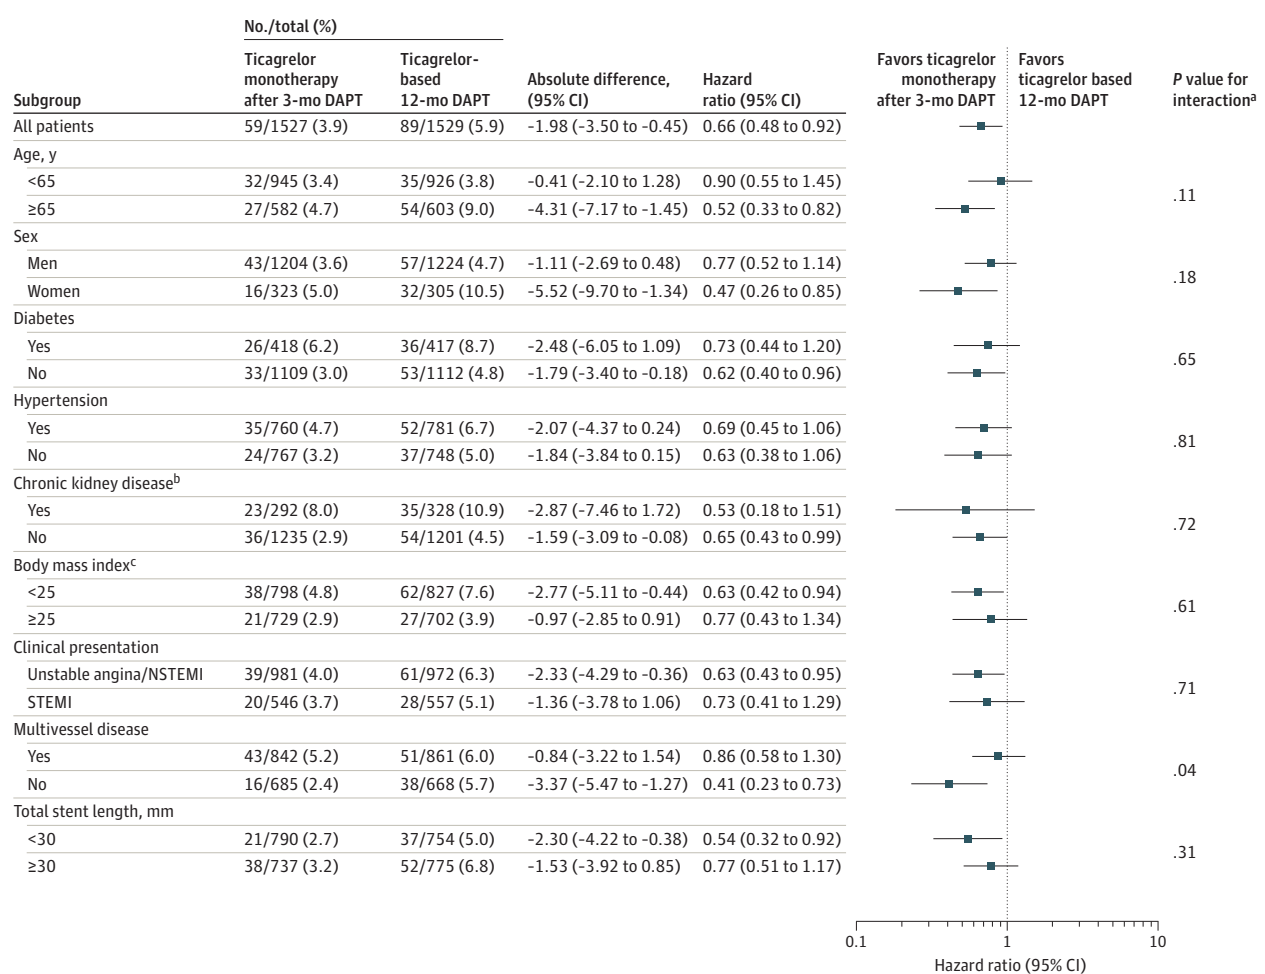 No./total (%)
Subgroup Ticagrelor monotherapy after 3-mo DAPT Ticagrelor-based 12-mo DAPT Absolute difference, (95% CI) Hazard ratio (95% CI) Favors ticagrelor monotherapy after 3-mo DAPT Favors ticagrelor based 12-mo DAPT P value for interactionᵃ
All patients 59/1527 (3.9) 89/1529 (5.9) -1.98 (-3.50 to -0.45) 0.66 (0.48 to 0.92)
Age, y
<65 32/945 (3.4) 35/926 (3.8) -0.41 (-2.10 to 1.28) 0.90 (0.55 to 1.45)
.11
≥65 27/582 (4.7) 54/603 (9.0) -4.31 (-7.17 to -1.45) 0.52 (0.33 to 0.82)
Sex
Men 43/1204 (3.6) 57/1224 (4.7) -1.11 (-2.69 to 0.48) 0.77 (0.52 to 1.14)
.18
Women 16/323 (5.0) 32/305 (10.5) -5.52 (-9.70 to -1.34) 0.47 (0.26 to 0.85)
Diabetes
Yes 26/418 (6.2) 36/417 (8.7) -2.48 (-6.05 to 1.09) 0.73 (0.44 to 1.20)
.65
No 33/1109 (3.0) 53/1112 (4.8) -1.79 (-3.40 to -0.18) 0.62 (0.40 to 0.96)
Hypertension
Yes 35/760 (4.7) 52/781 (6.7) -2.07 (-4.37 to 0.24) 0.69 (0.45 to 1.06)
.81
No 24/767 (3.2) 37/748 (5.0) -1.84 (-3.84 to 0.15) 0.63 (0.38 to 1.06)
Chronic kidney diseaseᵇ
Yes 23/292 (8.0) 35/328 (10.9) -2.87 (-7.46 to 1.72) 0.53 (0.18 to 1.51)
.72
No 36/1235 (2.9) 54/1201 (4.5) -1.59 (-3.09 to -0.08) 0.65 (0.43 to 0.99)
Body mass indexᶜ
<25 38/798 (4.8) 62/827 (7.6) -2.77 (-5.11 to -0.44) 0.63 (0.42 to 0.94)
.61
≥25 21/729 (2.9) 27/702 (3.9) -0.97 (-2.85 to 0.91) 0.77 (0.43 to 1.34)
Clinical presentation
Unstable angina/NSTEMI 39/981 (4.0) 61/972 (6.3) -2.33 (-4.29 to -0.36) 0.63 (0.43 to 0.95)
.71
STEMI 20/546 (3.7) 28/557 (5.1) -1.36 (-3.78 to 1.06) 0.73 (0.41 to 1.29)
Multivessel disease
Yes 43/842 (5.2) 51/861 (6.0) -0.84 (-3.22 to 1.54) 0.86 (0.58 to 1.30)
.04
No 16/685 (2.4) 38/668 (5.7) -3.37 (-5.47 to -1.27) 0.41 (0.23 to 0.73)
Total stent length, mm
<30 21/790 (2.7) 37/754 (5.0) -2.30 (-4.22 to -0.38) 0.54 (0.32 to 0.92)
.31
≥30 38/737 (3.2) 52/775 (6.8) -1.53 (-3.92 to 0.85) 0.77 (0.51 to 1.17)
0.1 1 10
Hazard ratio (95% CI)